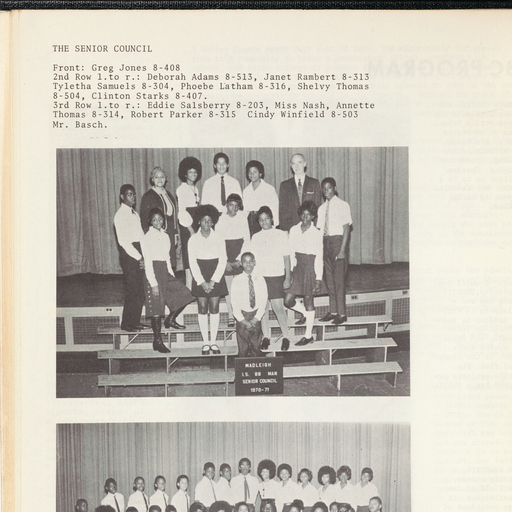 THE SENIOR COUNCIL
Front: Greg Jones 8-408
2nd Row l.to r.: Deborah Adams 8-513, Janet Rambert 8-313
Tyletha Samuels 8-304, Phoebe Latham 8-316, Shelvy Thomas
8-504, Clinton Starks 8-407.
3rd Row l.to r.: Eddie Salsberry 8-203, Miss Nash, Annette
Thomas 8-314, Robert Parker 8-315  Cindy Winfield 8-503
Mr. Basch.
WADLEIGH
I.S. 88 MAN
SENIOR COUNCIL
1970-71